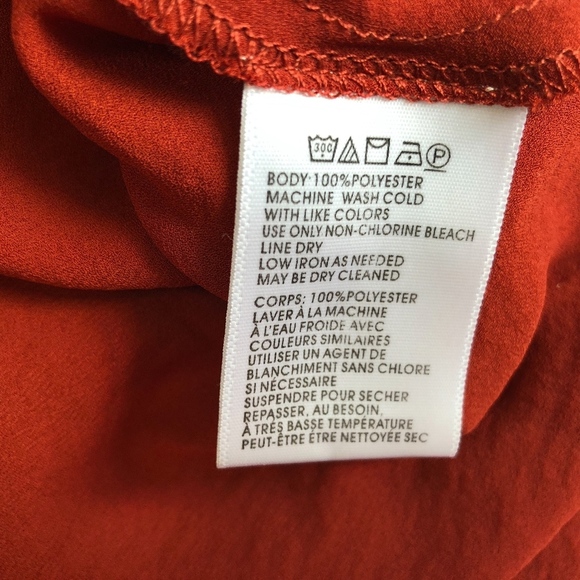 30C P
BODY:100%POLYESTER
MACHINE WASH COLD
WITH LIKE COLORS
USE ONLY NON-CHLORINE BLEACH
LINE DRY
LOW IRON AS NEEDED
MAY BE DRY CLEANED
CORPS: 100%POLYESTER
LAVER À LA MACHINE
À L'EAU FROIDE AVEC
COULEURS SIMILAIRES
UTILISER UN AGENT DE
BLANCHIMENT SANS CHLORE
SI NÉCESSAIRE
SUSPENDRE POUR SECHER
REPASSER, AU BESOIN,
À TRÉS BASSE TEMPÉRATURE
PEUT-ÊTRE ÉTRE NETTOYÉE SEC